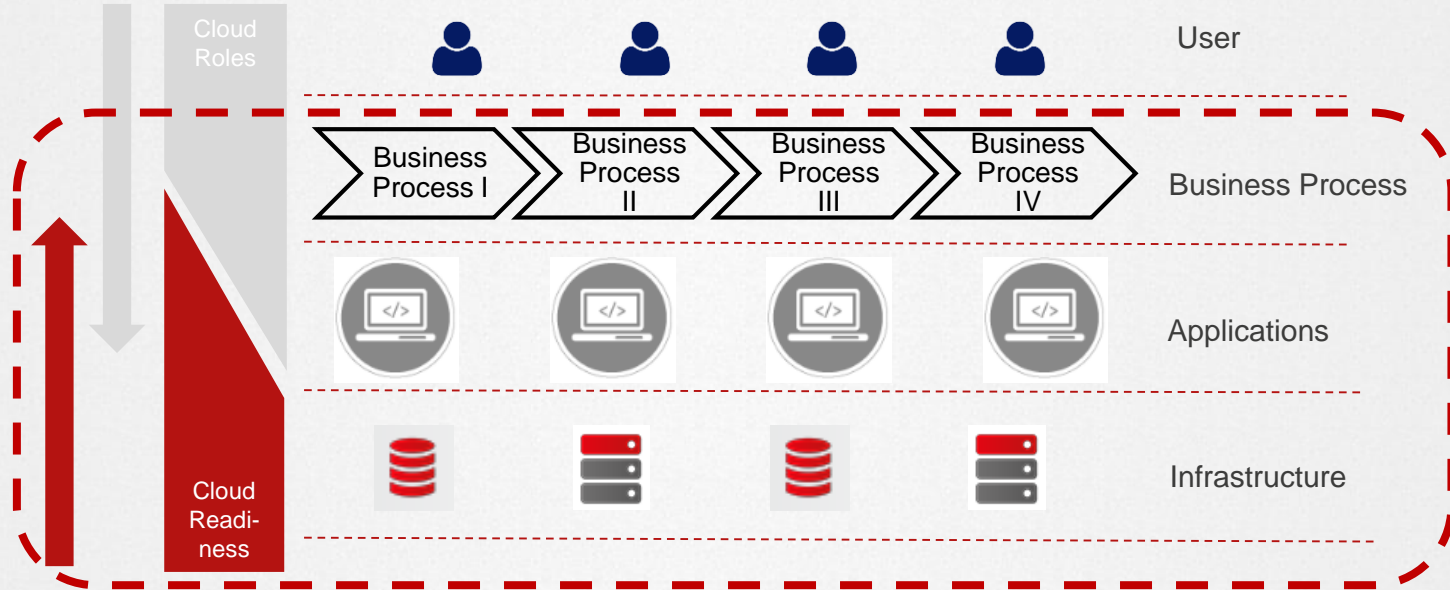 Cloud
Roles
User
Business
Process I
Business
Process
II
Business
Process
III
Business
Process
IV
Business Process
</>
</>
</>
</>
Applications
Infrastructure
Cloud
Readi-
ness